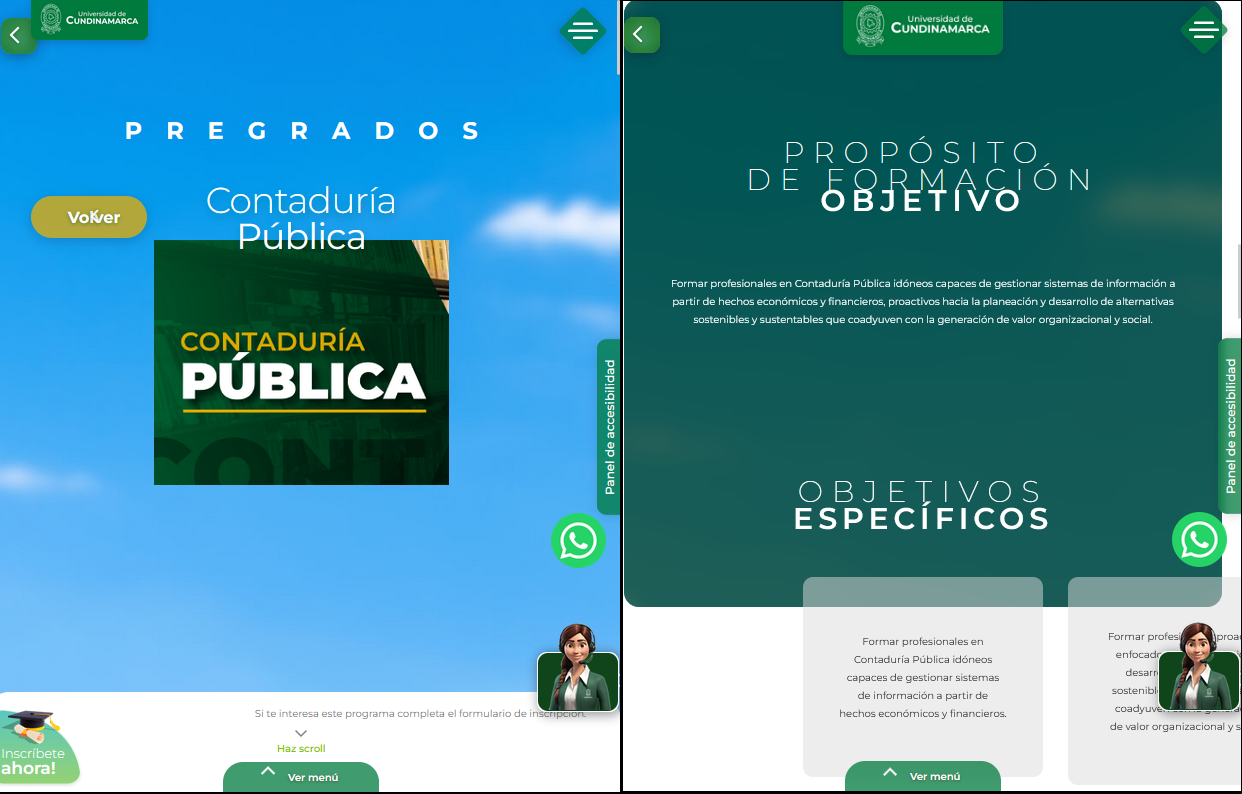 Universidad de
CUNDINAMARCA
PREGRADOS
Contaduría
Pública
Volver
CONTADURÍA
PÚBLICA
CONT
Panel de accesibilidad
Si te interesa este programa completa el formulario de inscripción.
Haz scroll
Inscríbete
ahora!
Ver menú
Universidad de
CUNDINAMARCA
PROPÓSITO
DE FORMACIÓN
OBJETIVO
Formar profesionales en Contaduría Pública idóneos capaces de gestionar sistemas de información a
partir de hechos económicos y financieros, proactivos hacia la planeación y desarrollo de alternativas
sostenibles y sustentables que coadyuven con la generación de valor organizacional y social.
Panel de accesibilidad
OBJETIVOS
ESPECÍFICOS
Formar profesionales en
Contaduría Pública idóneos
capaces de gestionar sistemas
de información a partir de
hechos económicos y financieros.
Formar
de valor organizacional y
Ver menú